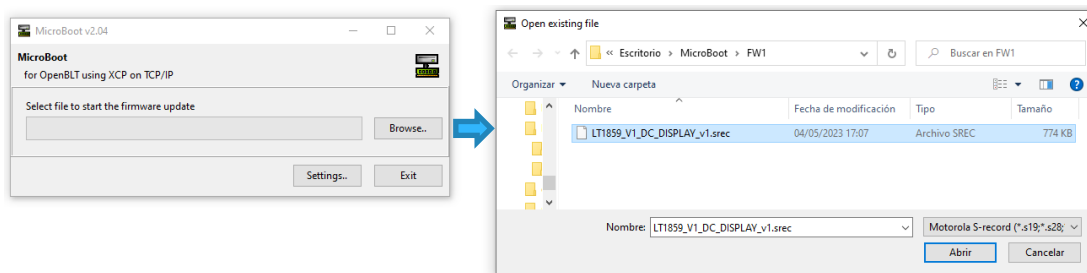 MicroBoot v2.04
MicroBoot
for OpenBLT using XCP on TCP/IP
Select file to start the firmware update
Browse..
Settings.. Exit
Open existing file
« Escritorio › MicroBoot › FW1
Buscar en FW1
Organizar Nueva carpeta
Nombre Fecha de modificación Tipo Tamaño
LT1859_V1_DC_DISPLAY_v1.srec 04/05/2023 17:07 Archivo SREC 774 KB
Nombre: LT1859_V1_DC_DISPLAY_v1.srec Motorola S-record (*.s19;*.s28;
Abrir Cancelar